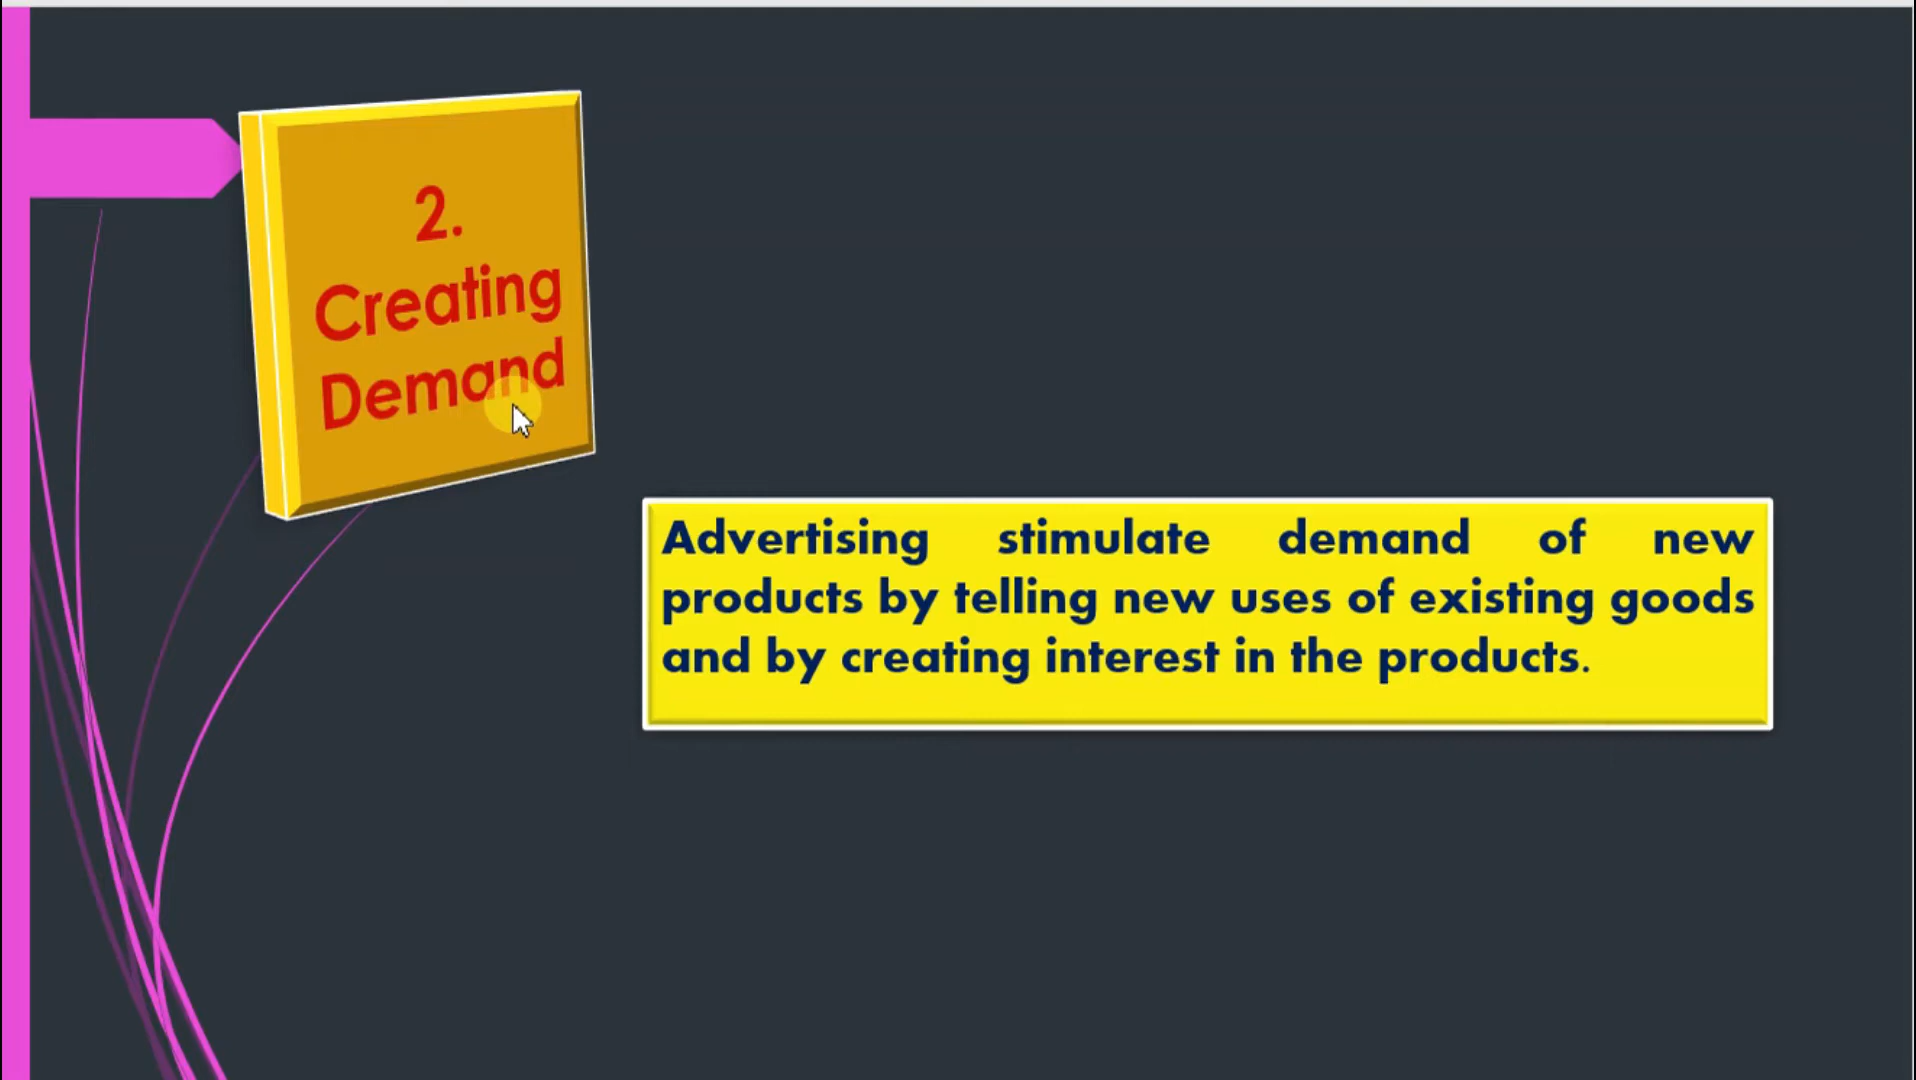 2.
Creating
Demand
Advertising stimulate demand of new
products by telling new uses of existing goods
and by creating interest in the products.